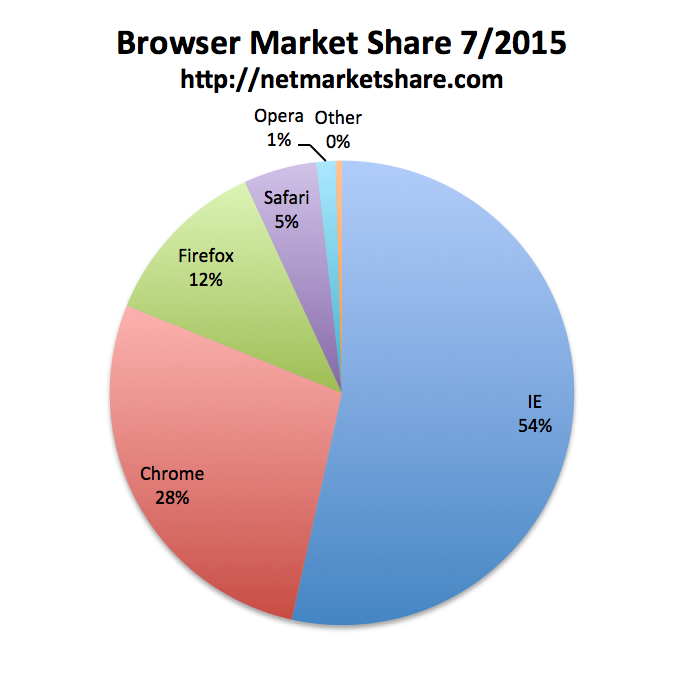 Browser Market Share 7/2015
http://netmarketshare.com
Opera
1%
Other
0%
Safari
5%
Firefox
12%
IE
54%
Chrome
28%